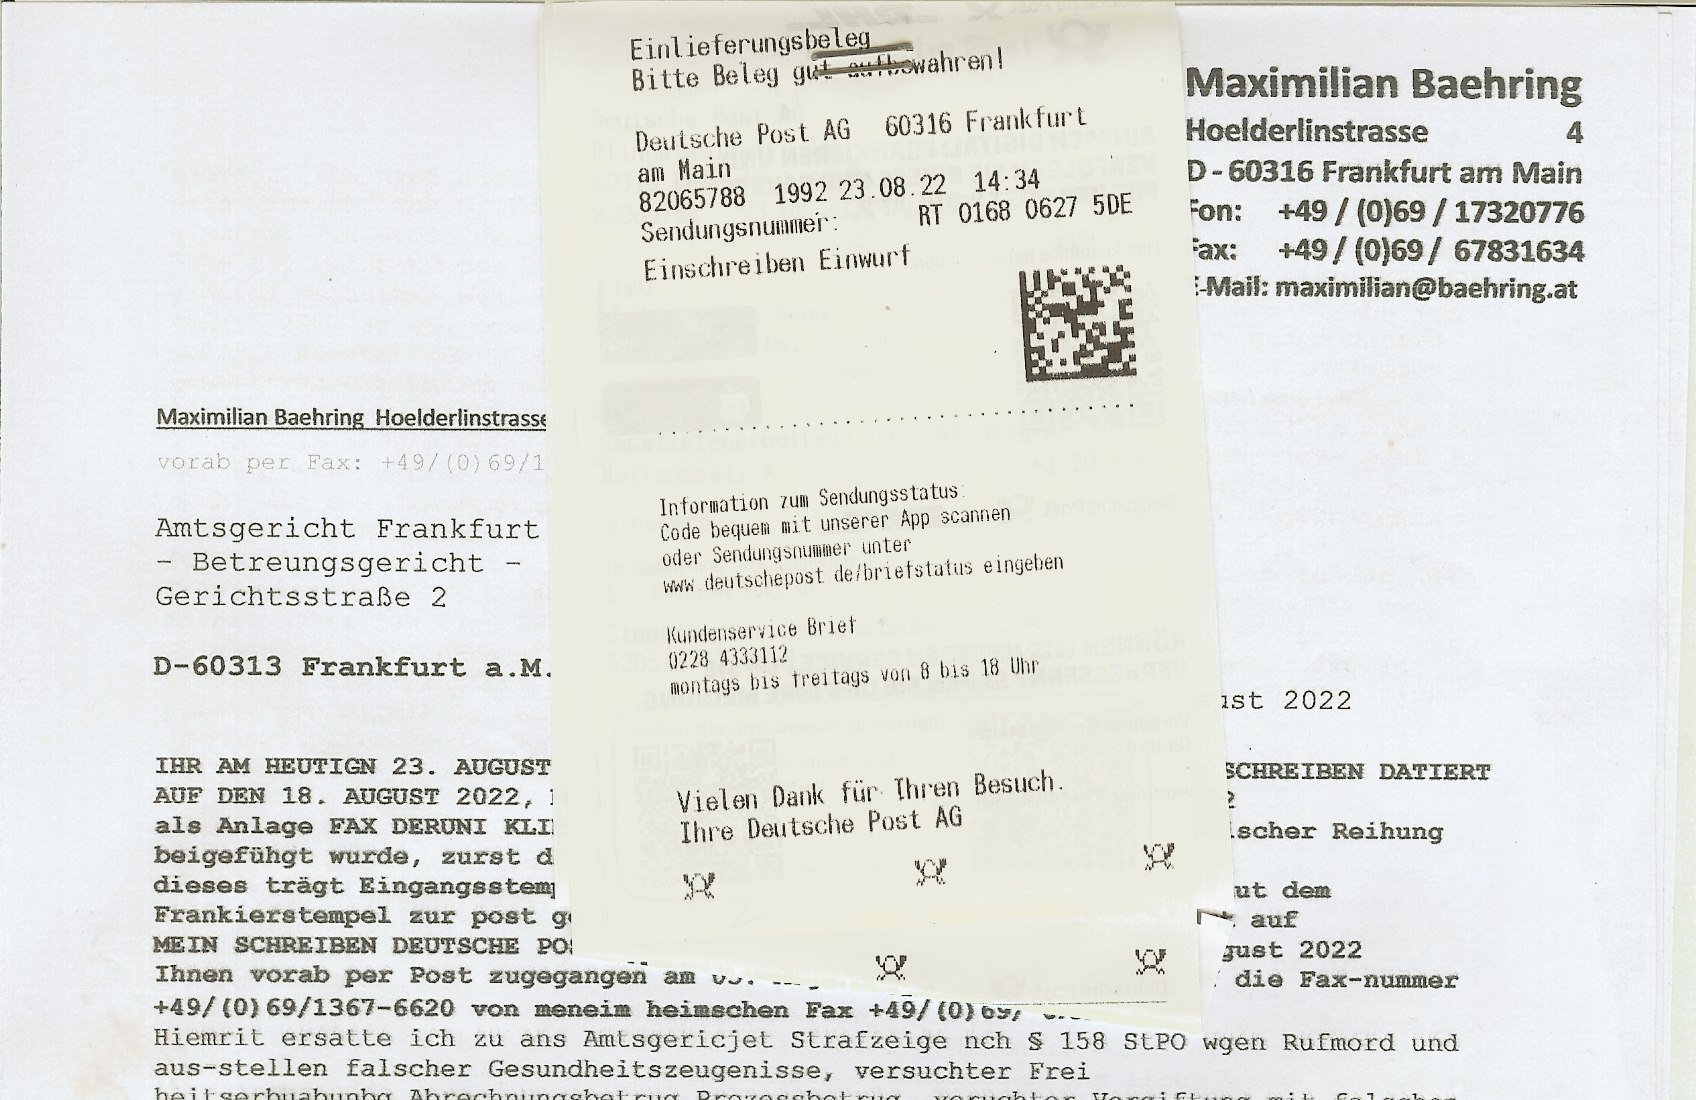 Einlieferungsbeleg
Bitte Beleg gut aufbewahren!
Deutsche Post AG 60316 Frankfurt
am Main
82065788 1992 23.08.22 14:34
Sendungsnummer: RT 0168 0627 5DE
Einschreiben Einwurf
Information zum Sendungsstatus:
Code bequem mit unserer App scannen
oder Sendungsnummer unter
www.deutschepost.de/briefstatus eingeben
Kundenservice Brief
0228 4333112
montags bis freitags von 8 bis 18 Uhr
Vielen Dank für Ihren Besuch.
Ihre Deutsche Post AG
Maximilian Baehring
Hoelderlinstrasse 4
D - 60316 Frankfurt am Main
Fon: +49 / (0)69 / 17320776
Fax: +49 / (0)69 / 67831634
E-Mail: maximilian@baehring.at
Maximilian Baehring Hoelderlinstrasse
vorab per Fax: +49/(0)69/1
Amtsgericht Frankfurt
- Betreungsgericht -
Gerichtsstraße 2
D-60313 Frankfurt a.M.
ust 2022
IHR AM HEUTIGN 23. AUGUST SCHREIBEN DATIERT
AUF DEN 18. AUGUST 2022,
als Anlage FAX DERUNI KLI ischer Reihung
beigefühgt wurde, zurst d
dieses trägt Eingangsstemp ut dem
Frankierstempel zur post ge auf
MEIN SCHREIBEN DEUTSCHE POS gust 2022
Ihnen vorab per Post zugegangen am die Fax-nummer
+49/(0)69/1367-6620 von meneim heimschen Fax +49/(0)69/
Hiemrit ersatte ich zu ans Amtsgericjet Strafzeige nch § 158 StPO wgen Rufmord und
aus-stellen falscher Gesundheitszeugenisse, versuchter Frei